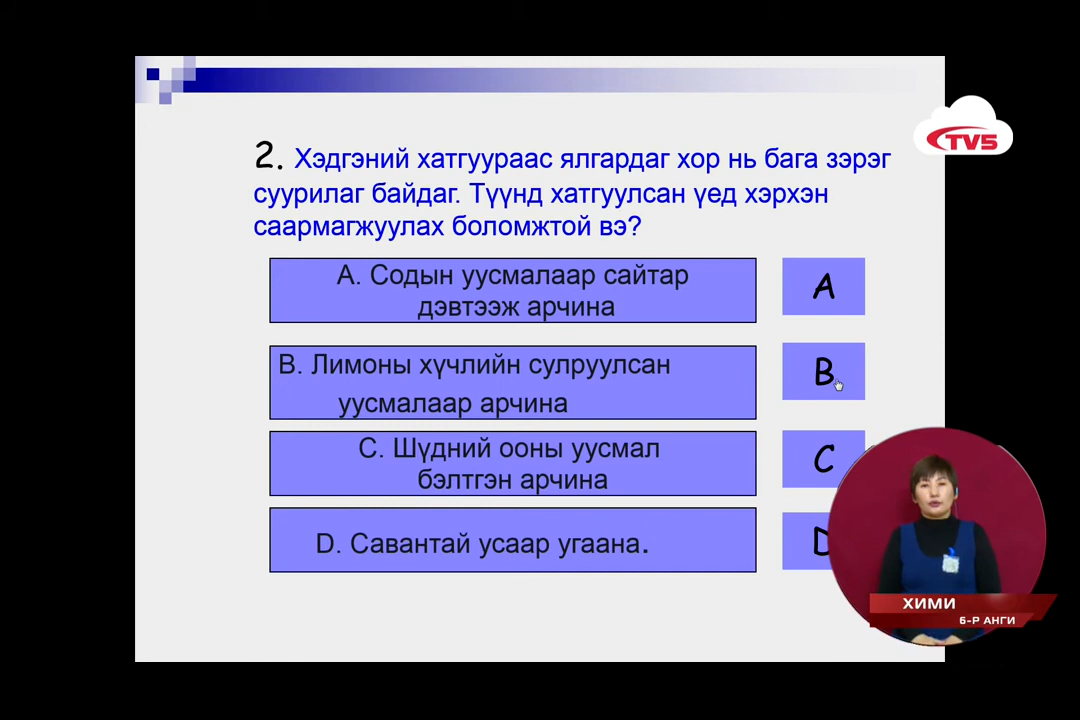 2. Хэдгэний хатгуураас ялгардаг хор нь бага зэрэг
суурилаг байдаг. Түүнд хатгуулсан үед хэрхэн
саармагжуулах боломжтой вэ?
A. Содын уусмалаар сайтар
дэвтээж арчина
A
B. Лимоны хүчлийн сулруулсан
уусмалаар арчина
B
C. Шүдний ооны уусмал
бэлтгэн арчина
C
D. Савантай усаар угаана.
D
TV5
ХИМИ
6-Р АНГИ